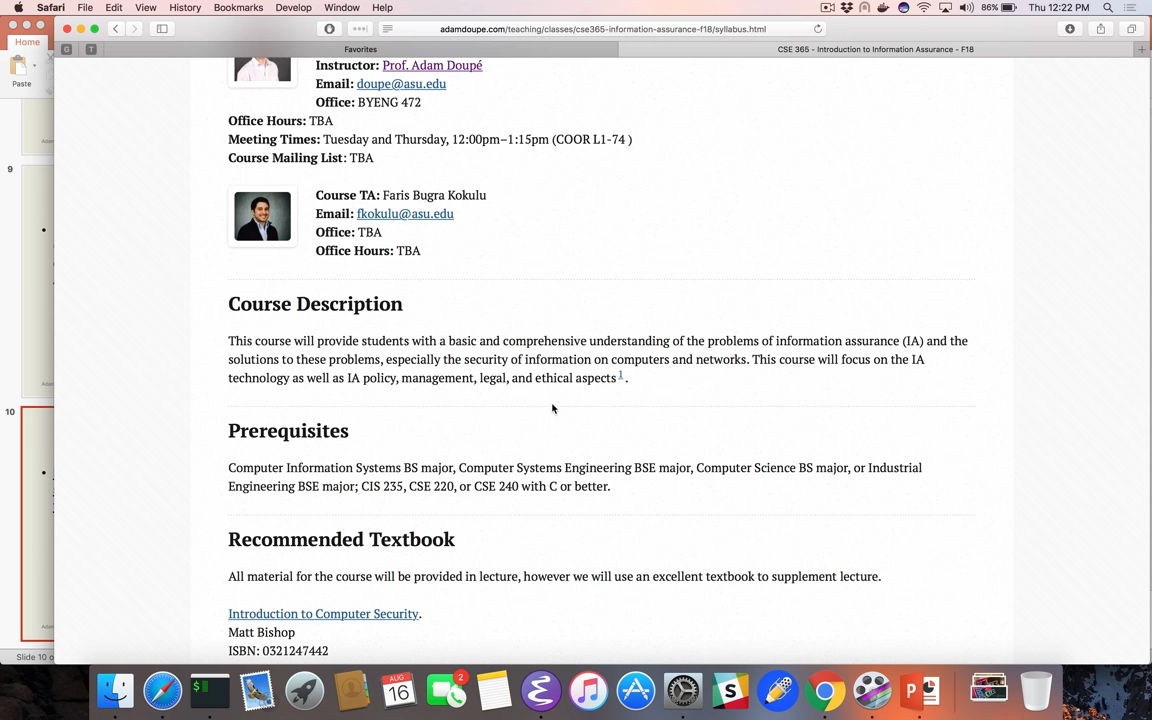 Safari File Edit View History Bookmarks Develop Window Help 86% Thu 12:22 PM
Home
adamdoupe.com/teaching/classes/cse365-information-assurance-f18/syllabus.html
G T Favorites CSE 365 - Introduction to Information Assurance - F18
Paste
Instructor: Prof. Adam Doupé
Email: doupe@asu.edu
Office: BYENG 472
Office Hours: TBA
Meeting Times: Tuesday and Thursday, 12:00pm–1:15pm (COOR L1-74 )
Course Mailing List: TBA
9
Course TA: Faris Bugra Kokulu
Email: fkokulu@asu.edu
Office: TBA
Office Hours: TBA
Course Description
This course will provide students with a basic and comprehensive understanding of the problems of information assurance (IA) and the
solutions to these problems, especially the security of information on computers and networks. This course will focus on the IA
technology as well as IA policy, management, legal, and ethical aspects 1 .
10
Prerequisites
Computer Information Systems BS major, Computer Systems Engineering BSE major, Computer Science BS major, or Industrial
Engineering BSE major; CIS 235, CSE 220, or CSE 240 with C or better.
Recommended Textbook
All material for the course will be provided in lecture, however we will use an excellent textbook to supplement lecture.
Introduction to Computer Security.
Matt Bishop
ISBN: 0321247442
Slide 10 o
AUG
16
2